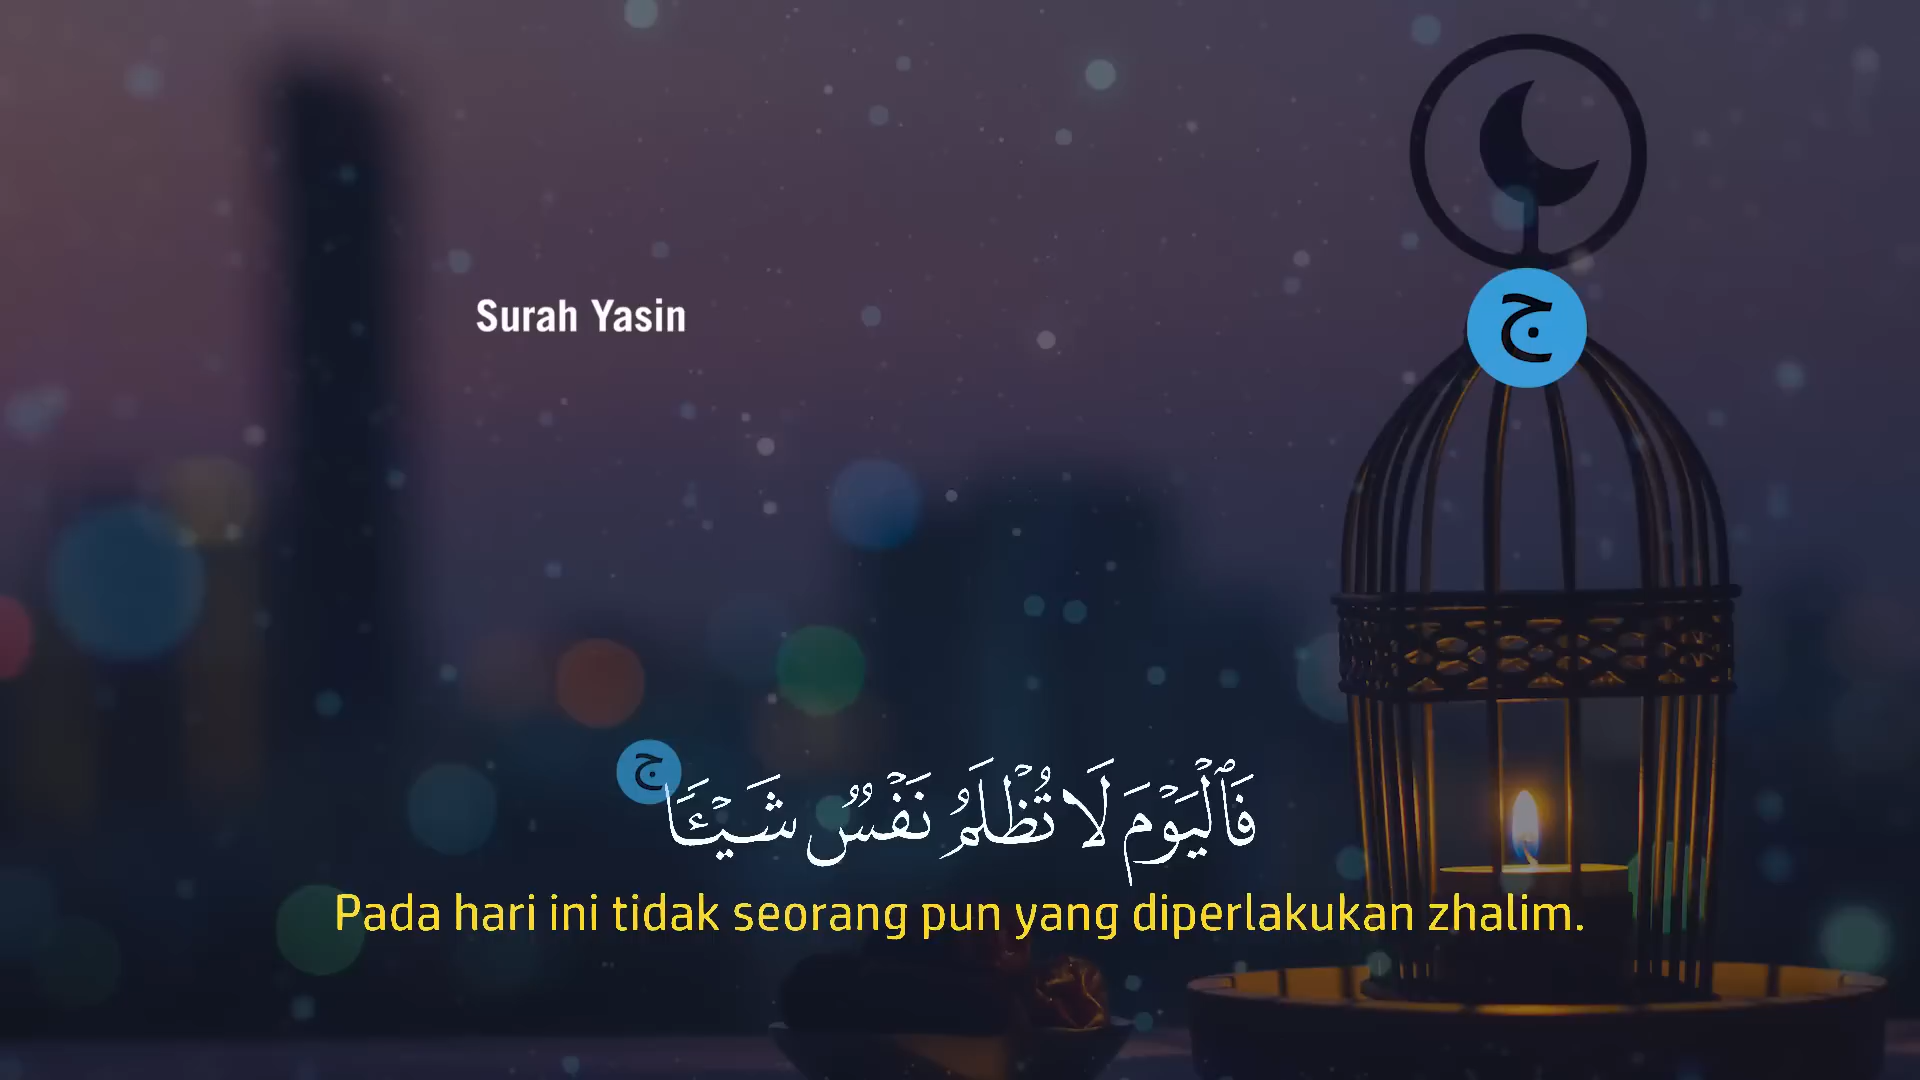 Surah Yasin
ج
ج
فَٱلْيَوْمَ لَا تُظْلَمُ نَفْسٌ شَيْـًٔا
Pada hari ini tidak seorang pun yang diperlakukan zhalim.